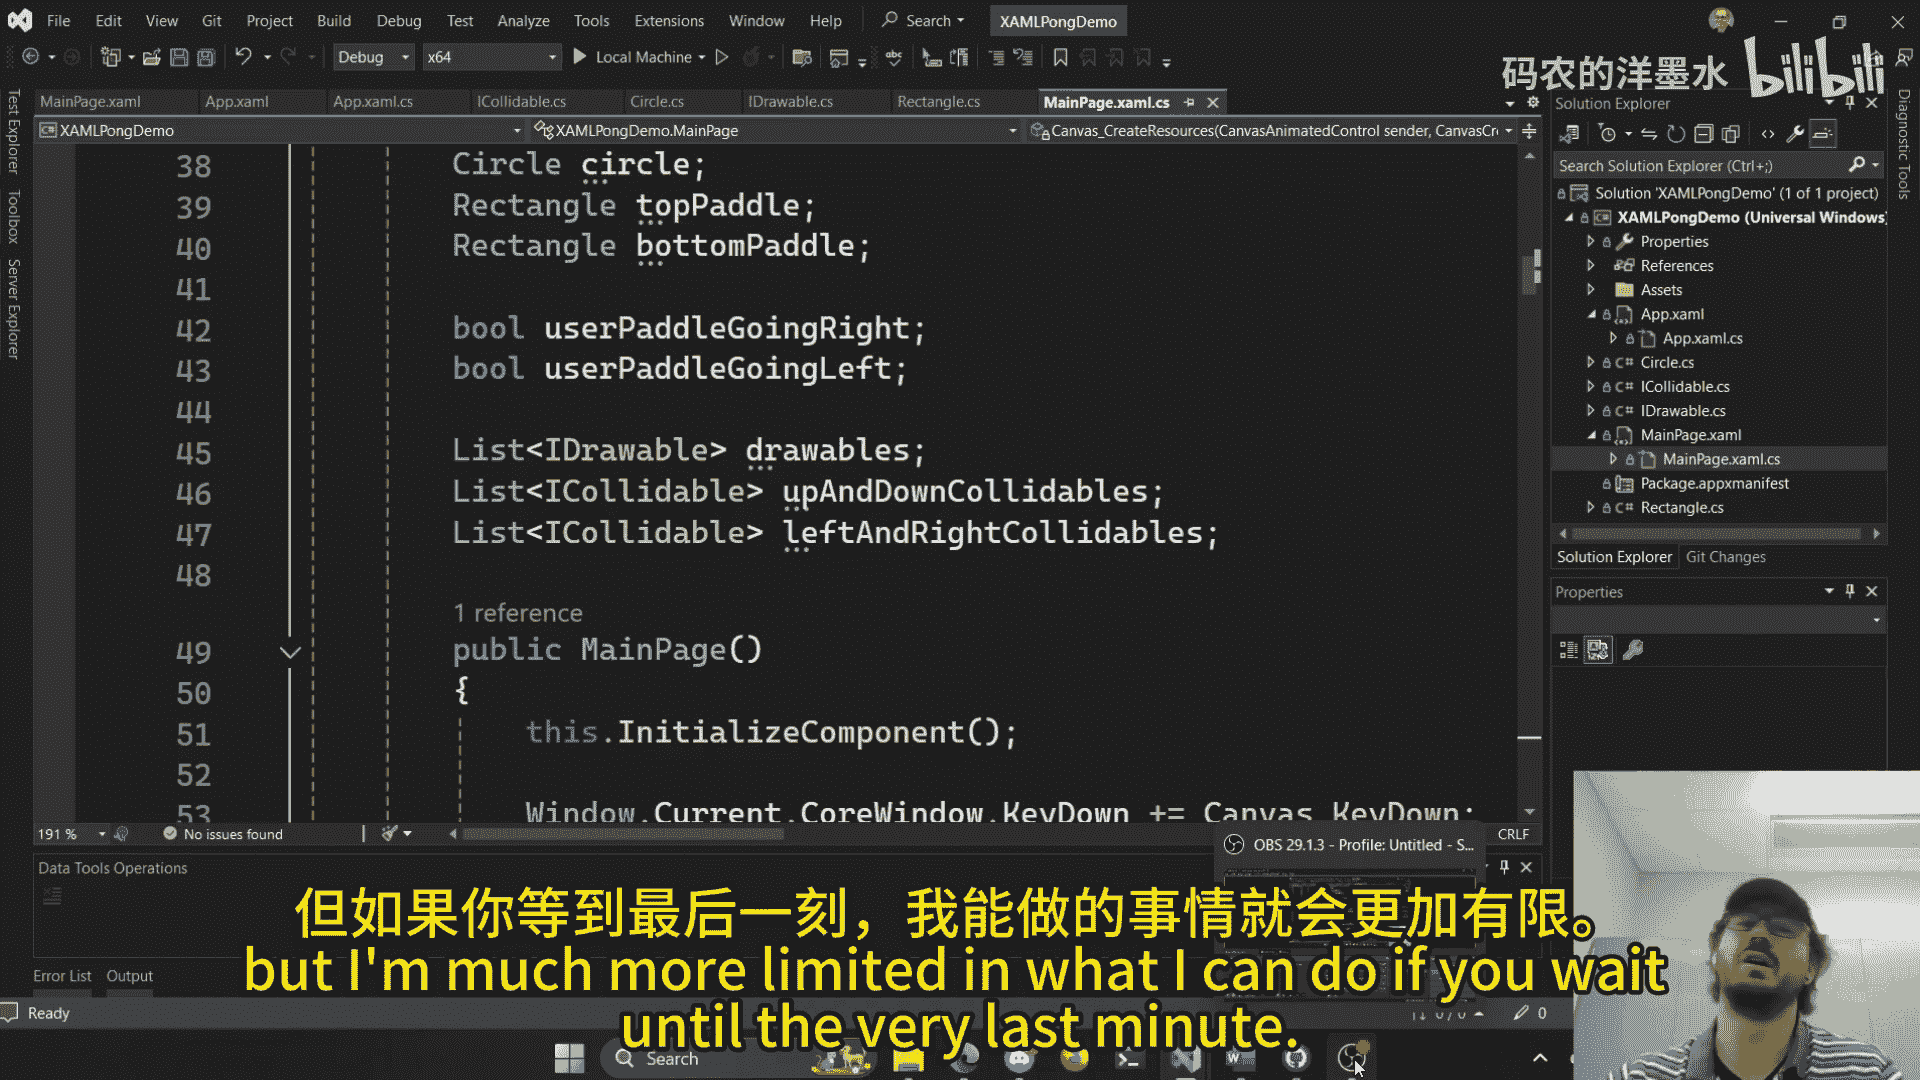 File Edit View Git Project Build Debug Test Analyze Tools Extensions Window Help Search XAMLPongDemo
Debug x64 Local Machine
码农的洋墨水 bilibili
MainPage.xaml App.xaml App.xaml.cs ICollidable.cs Circle.cs IDrawable.cs Rectangle.cs MainPage.xaml.cs
XAMLPongDemo XAMLPongDemo.MainPage Canvas_CreateResources(CanvasAnimatedControl sender, CanvasCr
Test Explorer
Toolbox
Server Explorer
38 Circle circle;
39 Rectangle topPaddle;
40 Rectangle bottomPaddle;
41
42 bool userPaddleGoingRight;
43 bool userPaddleGoingLeft;
44
45 List<IDrawable> drawables;
46 List<ICollidable> upAndDownCollidables;
47 List<ICollidable> leftAndRightCollidables;
48
1 reference
49 public MainPage()
50 {
51 this.InitializeComponent();
52
53 Window.Current.CoreWindow.KeyDown += Canvas_KeyDown;
191 % No issues found CRLF
Solution Explorer
Search Solution Explorer (Ctrl+;)
Solution 'XAMLPongDemo' (1 of 1 project)
XAMLPongDemo (Universal Windows)
Properties
References
Assets
App.xaml
App.xaml.cs
Circle.cs
ICollidable.cs
IDrawable.cs
MainPage.xaml
MainPage.xaml.cs
Package.appxmanifest
Rectangle.cs
Solution Explorer Git Changes
Properties
Diagnostic Tools
OBS 29.1.3 - Profile: Untitled - S...
Data Tools Operations
但如果你等到最后一刻，我能做的事情就会更加有限。
but I'm much more limited in what I can do if you wait
until the very last minute.
Error List Output
Ready
0 / 0 0
Search